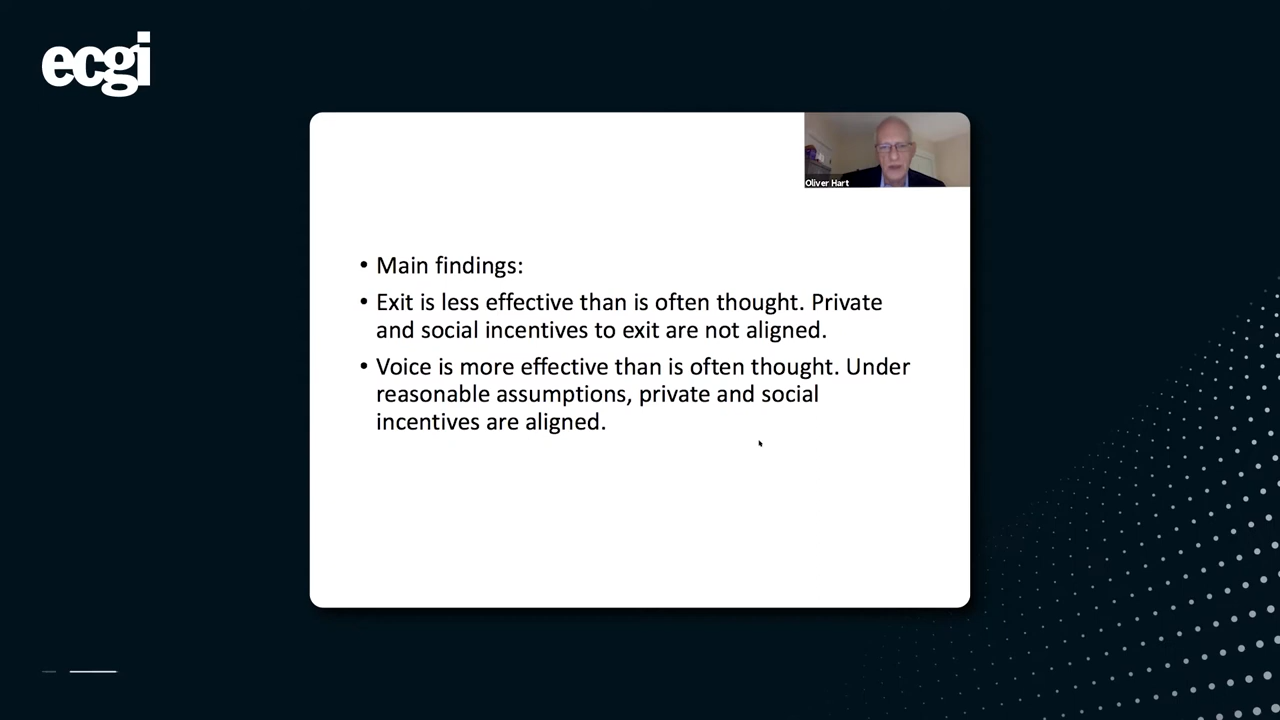 ecgi
Oliver Hart
• Main findings:
• Exit is less effective than is often thought. Private
and social incentives to exit are not aligned.
• Voice is more effective than is often thought. Under
reasonable assumptions, private and social
incentives are aligned.